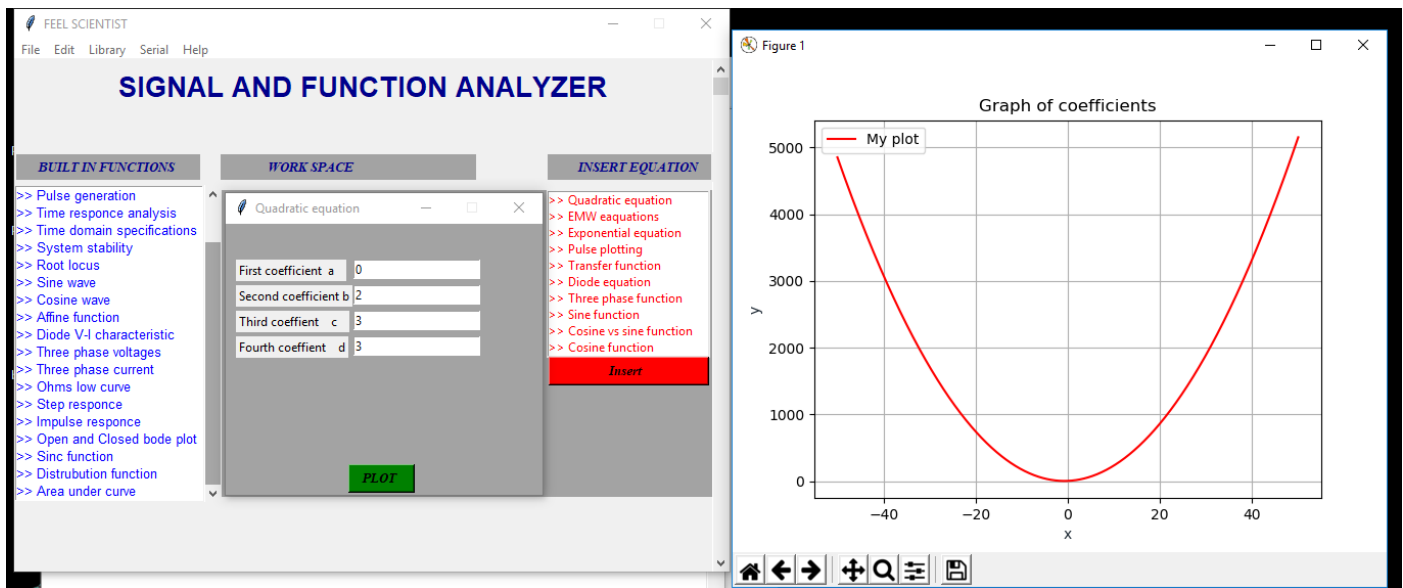 FEEL SCIENTIST
File Edit Library Serial Help
SIGNAL AND FUNCTION ANALYZER
BUILT IN FUNCTIONS
>> Pulse generation
>> Time responce analysis
>> Time domain specifications
>> System stability
>> Root locus
>> Sine wave
>> Cosine wave
>> Affine function
>> Diode V-I characteristic
>> Three phase voltages
>> Three phase current
>> Ohms low curve
>> Step responce
>> Impulse responce
>> Open and Closed bode plot
>> Sinc function
>> Distrubution function
>> Area under curve
WORK SPACE
Quadratic equation
First coefficient a 0
Second coefficient b 2
Third coeffient c 3
Fourth coeffient d 3
PLOT
INSERT EQUATION
>> Quadratic equation
>> EMW eaquations
>> Exponential equation
>> Pulse plotting
>> Transfer function
>> Diode equation
>> Three phase function
>> Sine function
>> Cosine vs sine function
>> Cosine function
Insert
Figure 1
Graph of coefficients
My plot
5000
4000
3000
2000
1000
0
y
−40 −20 0 20 40
x